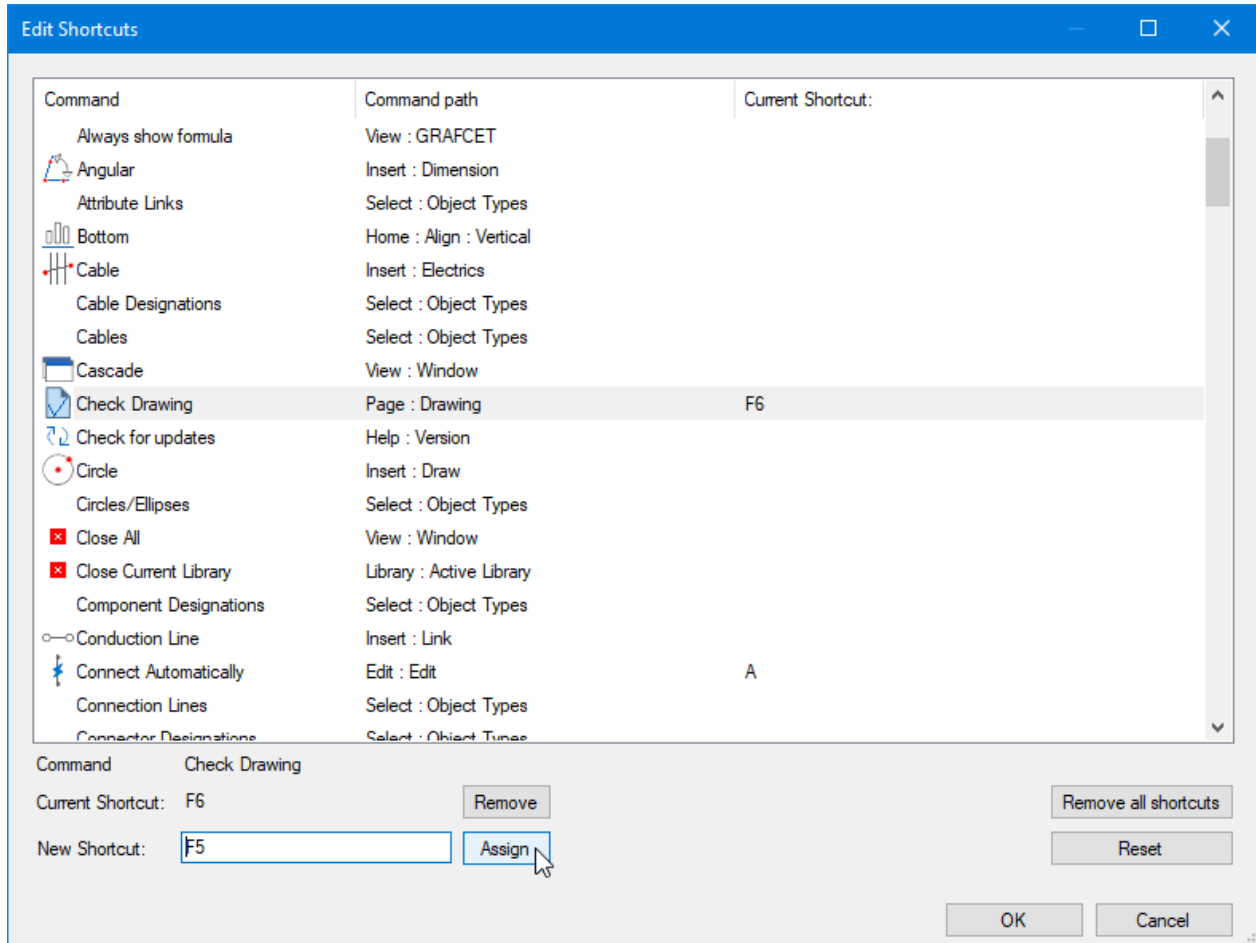 Edit Shortcuts
Command Command path Current Shortcut:
Always show formula View : GRAFCET
Angular Insert : Dimension
Attribute Links Select : Object Types
Bottom Home : Align : Vertical
Cable Insert : Electrics
Cable Designations Select : Object Types
Cables Select : Object Types
Cascade View : Window
Check Drawing Page : Drawing F6
Check for updates Help : Version
Circle Insert : Draw
Circles/Ellipses Select : Object Types
Close All View : Window
Close Current Library Library : Active Library
Component Designations Select : Object Types
Conduction Line Insert : Link
Connect Automatically Edit : Edit A
Connection Lines Select : Object Types
Connector Designations Select : Object Types
Command Check Drawing
Current Shortcut: F6 Remove Remove all shortcuts
New Shortcut: F5 Assign Reset
OK Cancel